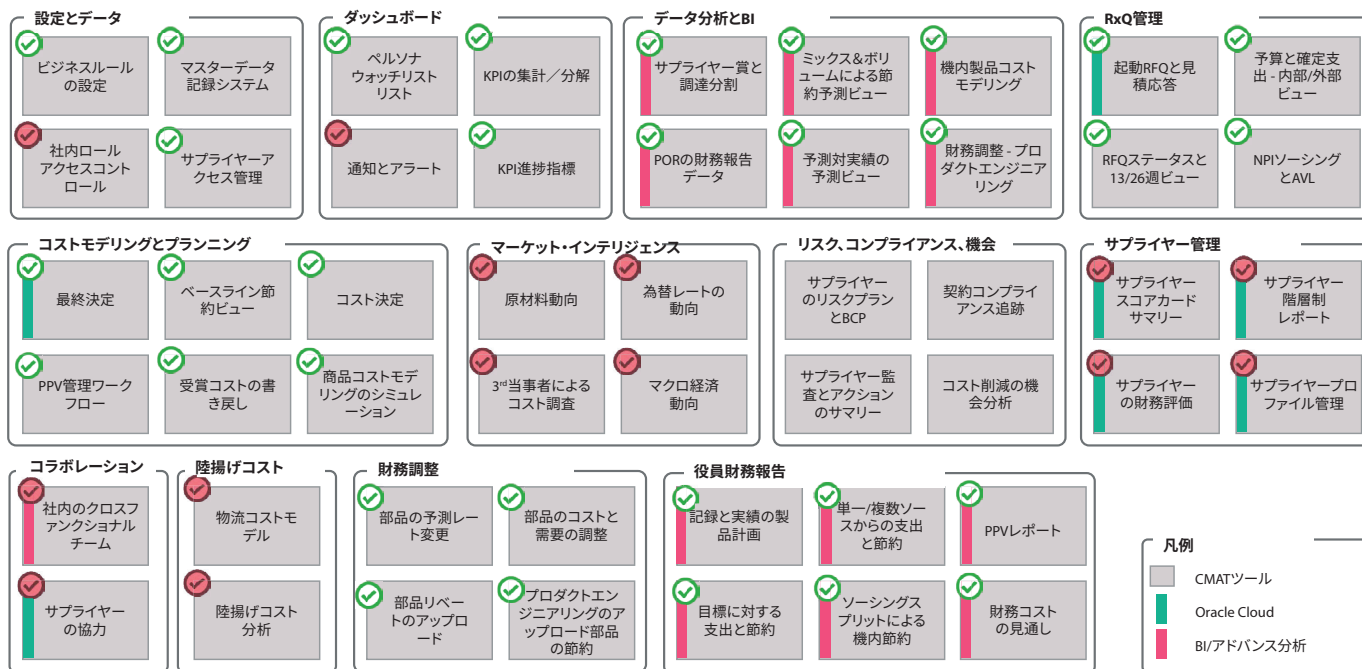 設定とデータ
ビジネスルール
の設定
マスターデータ
記録システム
社内ロール
アクセスコント
ロール
サプライヤーア
クセス管理
ダッシュボード
ペルソナ
ウォッチリスト
リスト
KPIの集計／分解
通知とアラート
KPI進捗指標
データ分析とBI
サプライヤー賞と
調達分割
ミックス＆ボリ
ュームによる節
約予測ビュー
機内製品コスト
モデリング
PORの財務報告
データ
予測対実績の
予測ビュー
財務調整 - プロ
ダクトエンジニア
リング
RxQ管理
起動RFQと見
積応答
予算と確定支
出 - 内部/外部
ビュー
RFQステータスと
13/26週ビュー
NPIソーシング
とAVL
コストモデリングとプランニング
最終決定
ベースライン節
約ビュー
コスト決定
PPV管理ワーク
フロー
受賞コストの書
き戻し
商品コストモデ
リングのシミュレ
ーション
マーケット・インテリジェンス
原材料動向
為替レートの
動向
3rd当事者による
コスト調査
マクロ経済
動向
リスク、コンプライアンス、機会
サプライヤー
のリスクプラン
とBCP
契約コンプライ
アンス追跡
サプライヤー監
査とアクション
のサマリー
コスト削減の機
会分析
サプライヤー管理
サプライヤー
スコアカード
サマリー
サプライヤー
階層制
レポート
サプライヤー
の財務評価
サプライヤープロ
ファイル管理
コラボレーション
社内のクロスフ
ァンクショナル
チーム
サプライヤー
の協力
陸揚げコスト
物流コストモ
デル
陸揚げコスト
分析
財務調整
部品の予測レー
ト変更
部品のコストと
需要の調整
部品リベー
トのアップロ
ード
プロダクトエン
ジニアリングのア
ップロード部品
の節約
役員財務報告
記録と実績の製
品計画
単一/複数ソー
スからの支出
と節約
PPVレポート
目標に対する
支出と節約
ソーシングス
プリットによる
機内節約
財務コスト
の見通し
凡例
CMATツール
Oracle Cloud
BI/アドバンス分析